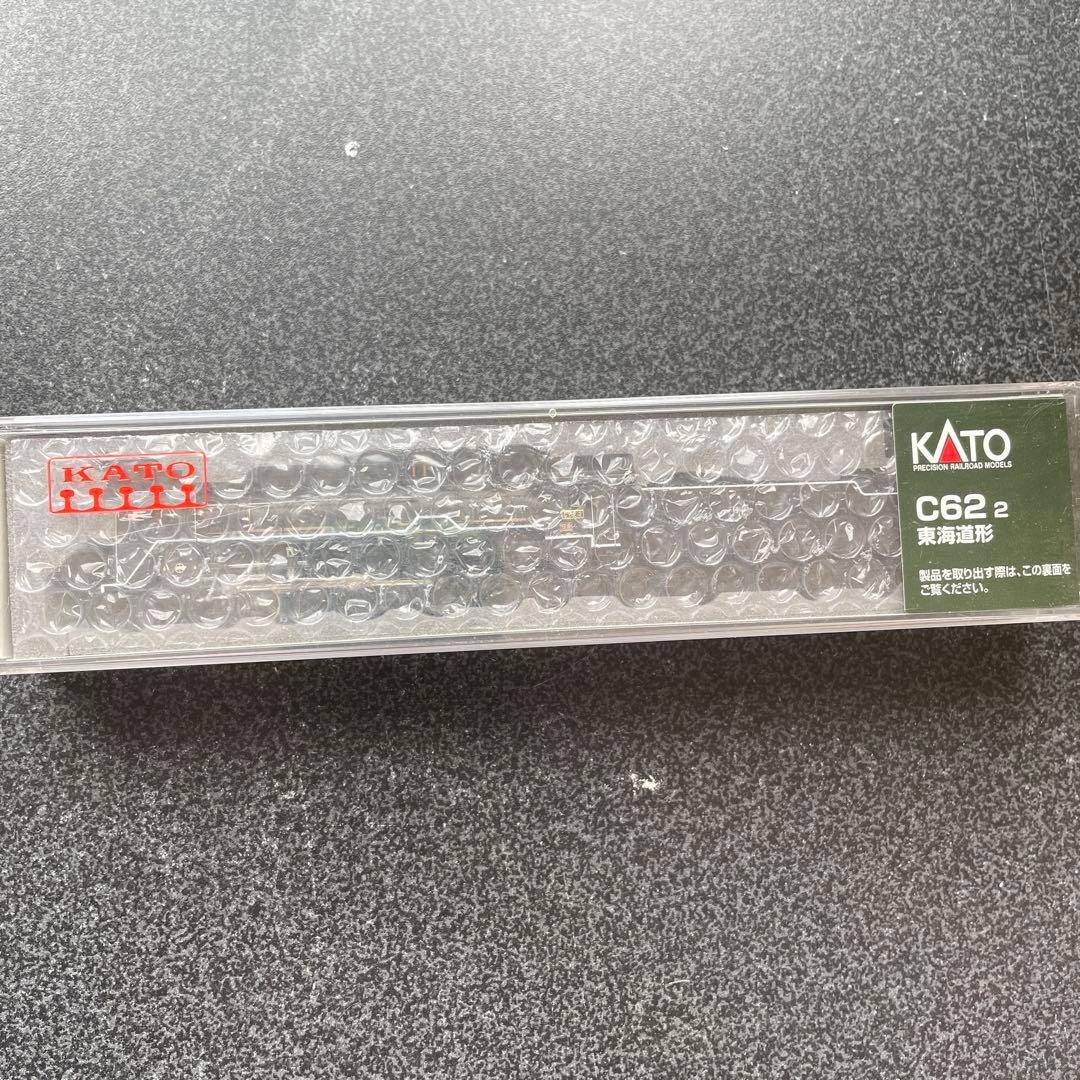 KATO
KATO
PRECISION RAILROAD MODELS
C62 2
東海道形
製品を取り出す際は、この裏面を
ご覧ください。